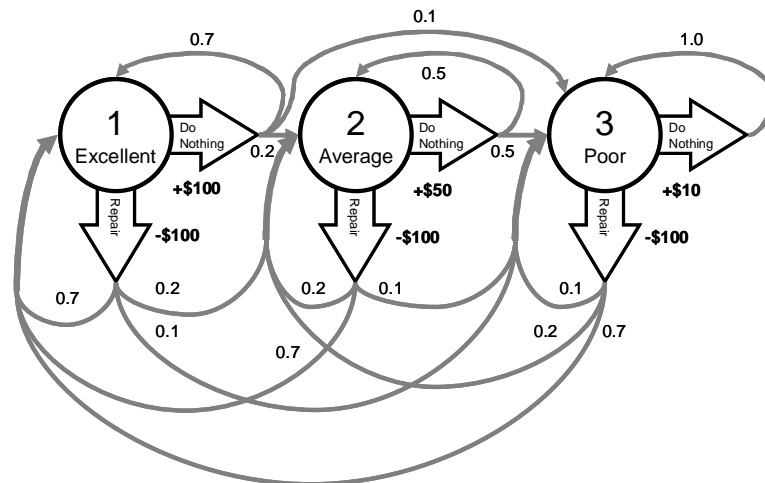 0.1
0.7
0.5
1.0
1
Excellent
Do
Nothing
0.2
2
Average
Do
Nothing
0.5
3
Poor
Do
Nothing
+$100
+$50
+$10
Repair
-$100
Repair
-$100
Repair
-$100
0.7
0.2
0.2
0.1
0.1
0.1
0.7
0.2
0.7